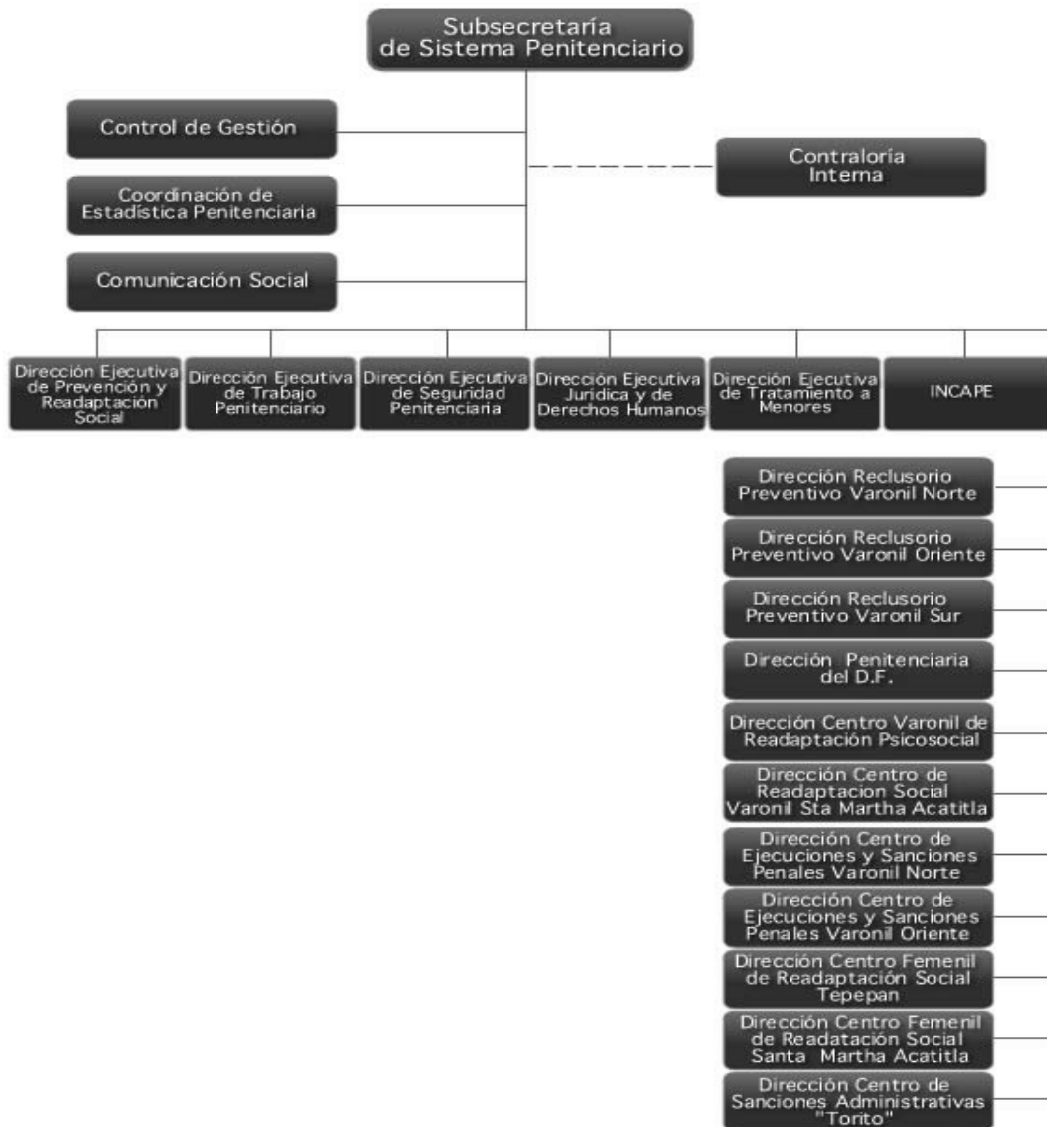 Subsecretaría
de Sistema Penitenciario
Control de Gestión
Contraloría
Interna
Coordinación de
Estadística Penitenciaria
Comunicación Social
Dirección Ejecutiva
de Prevención y
Readaptación
Social
Dirección Ejecutiva
de Trabajo
Penitenciario
Dirección Ejecutiva
de Seguridad
Penitenciaria
Dirección Ejecutiva
Jurídica y de
Derechos Humanos
Dirección Ejecutiva
de Tratamiento a
Menores
INCAPE
Dirección Reclusorio
Preventivo Varonil Norte
Dirección Reclusorio
Preventivo Varonil Oriente
Dirección Reclusorio
Preventivo Varonil Sur
Dirección Penitenciaria
del D.F.
Dirección Centro Varonil de
Readaptación Psicosocial
Dirección Centro de
Readaptacion Social
Varonil Sta Martha Acatitla
Dirección Centro de
Ejecuciones y Sanciones
Penales Varonil Norte
Dirección Centro de
Ejecuciones y Sanciones
Penales Varonil Oriente
Dirección Centro Femenil
de Readaptación Social
Tepepan
Dirección Centro Femenil
de Readatación Social
Santa Martha Acatitla
Dirección Centro de
Sanciones Administrativas
"Torito"